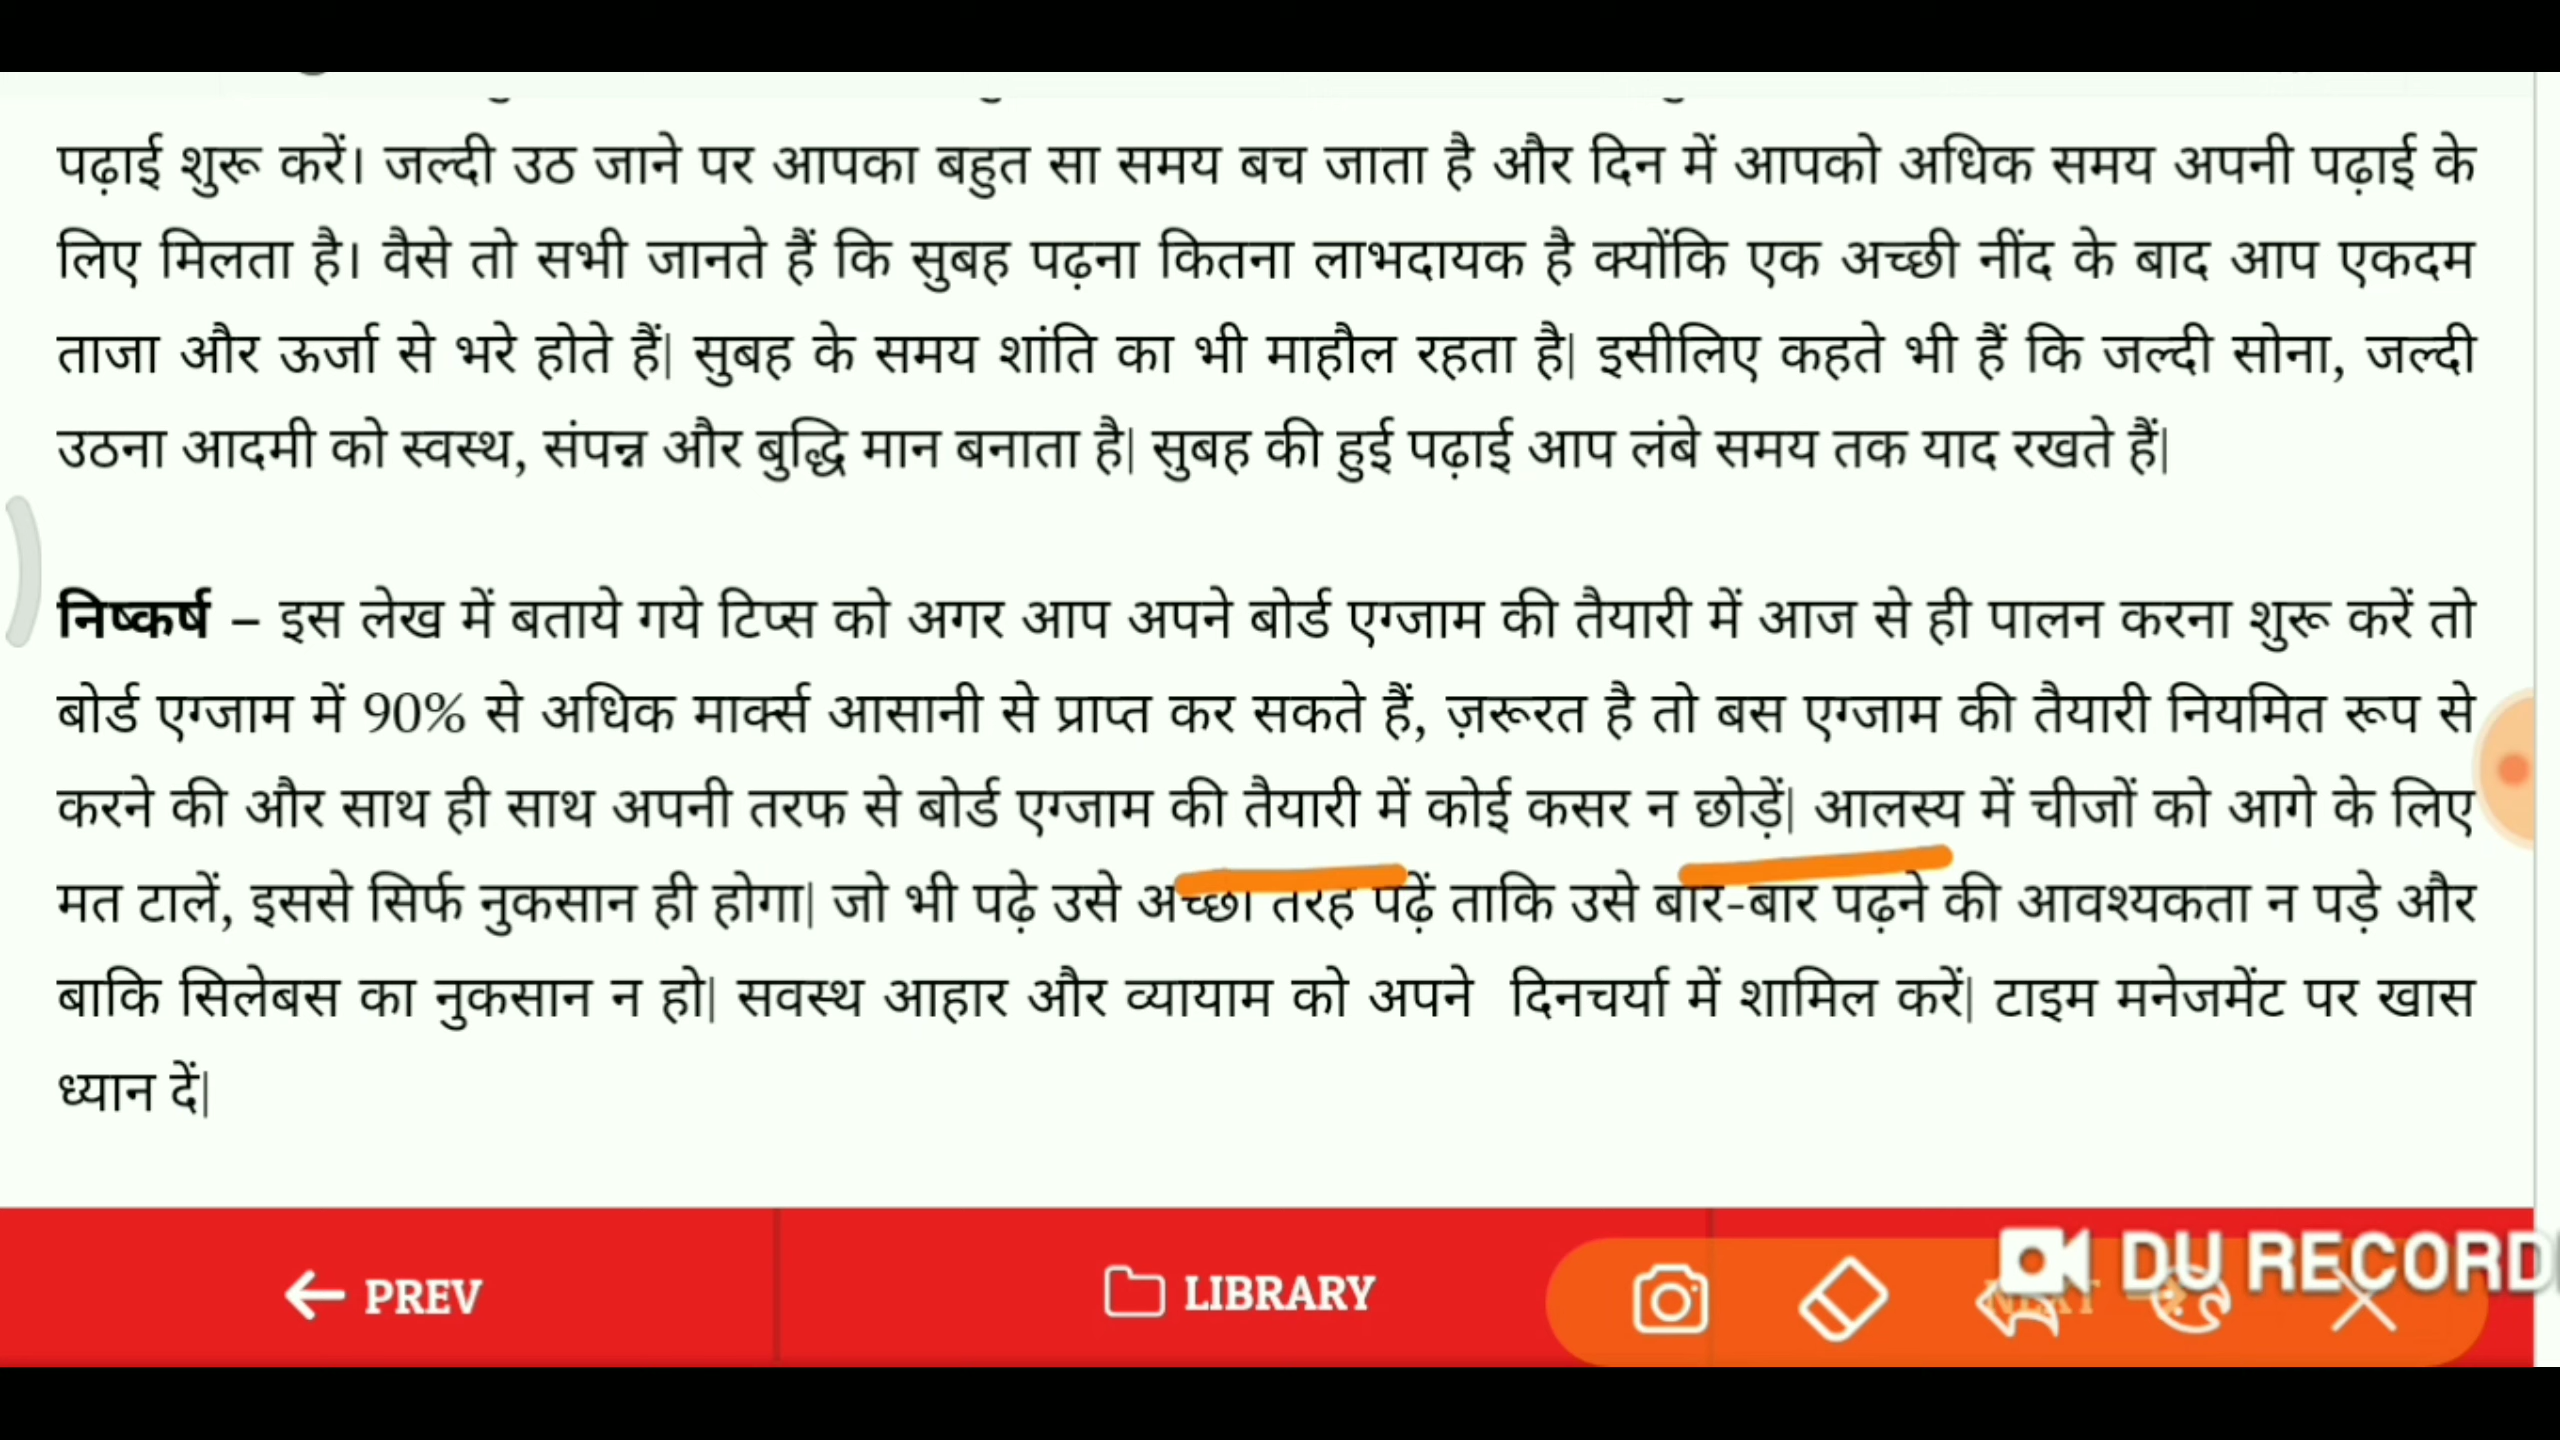 पढ़ाई शुरू करें। जल्दी उठ जाने पर आपका बहुत सा समय बच जाता है और दिन में आपको अधिक समय अपनी पढ़ाई के
लिए मिलता है। वैसे तो सभी जानते हैं कि सुबह पढ़ना कितना लाभदायक है क्योंकि एक अच्छी नींद के बाद आप एकदम
ताजा और ऊर्जा से भरे होते हैं| सुबह के समय शांति का भी माहौल रहता है| इसीलिए कहते भी हैं कि जल्दी सोना, जल्दी
उठना आदमी को स्वस्थ, संपन्न और बुद्धि मान बनाता है| सुबह की हुई पढ़ाई आप लंबे समय तक याद रखते हैं|
निष्कर्ष – इस लेख में बताये गये टिप्स को अगर आप अपने बोर्ड एग्जाम की तैयारी में आज से ही पालन करना शुरू करें तो
बोर्ड एग्जाम में 90% से अधिक मार्क्स आसानी से प्राप्त कर सकते हैं, ज़रूरत है तो बस एग्जाम की तैयारी नियमित रूप से
करने की और साथ ही साथ अपनी तरफ से बोर्ड एग्जाम की तैयारी में कोई कसर न छोड़ें| आलस्य में चीजों को आगे के लिए
मत टालें, इससे सिर्फ नुकसान ही होगा| जो भी पढ़े उसे अच्छी तरह पढ़ें ताकि उसे बार-बार पढ़ने की आवश्यकता न पड़े और
बाकि सिलेबस का नुकसान न हो| सवस्थ आहार और व्यायाम को अपने दिनचर्या में शामिल करें| टाइम मनेजमेंट पर खास
ध्यान दें|
PREV
LIBRARY
NEXT
DU RECORD